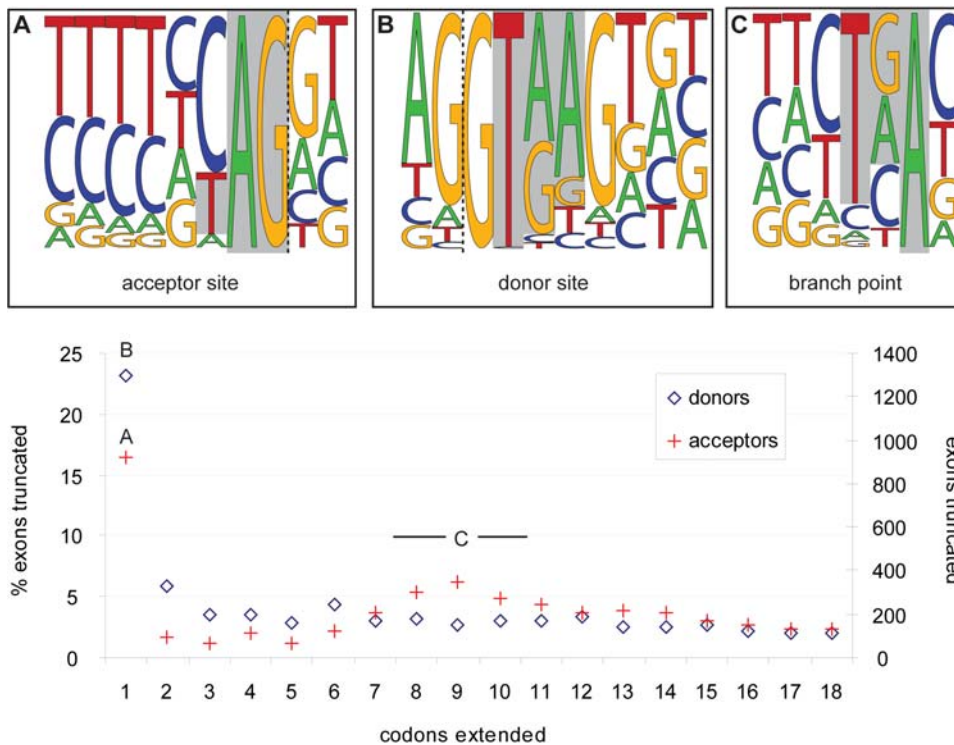 A
B
C
acceptor site
donor site
branch point
25
20
15
10
5
0
% exons truncated
B
A
C
donors
acceptors
1400
1200
1000
800
600
400
200
0
exons truncated
1 2 3 4 5 6 7 8 9 10 11 12 13 14 15 16 17 18
codons extended